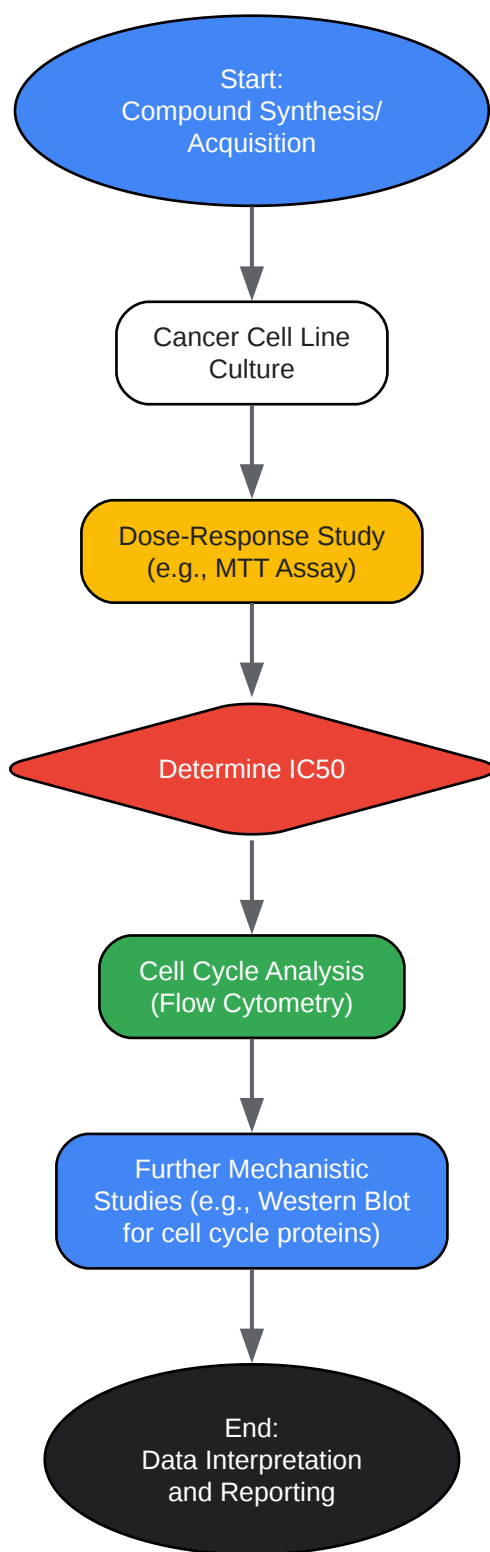 Start:
Compound Synthesis/
Acquisition
Cancer Cell Line
Culture
Dose-Response Study
(e.g., MTT Assay)
Determine IC50
Cell Cycle Analysis
(Flow Cytometry)
Further Mechanistic
Studies (e.g., Western Blot
for cell cycle proteins)
End:
Data Interpretation
and Reporting